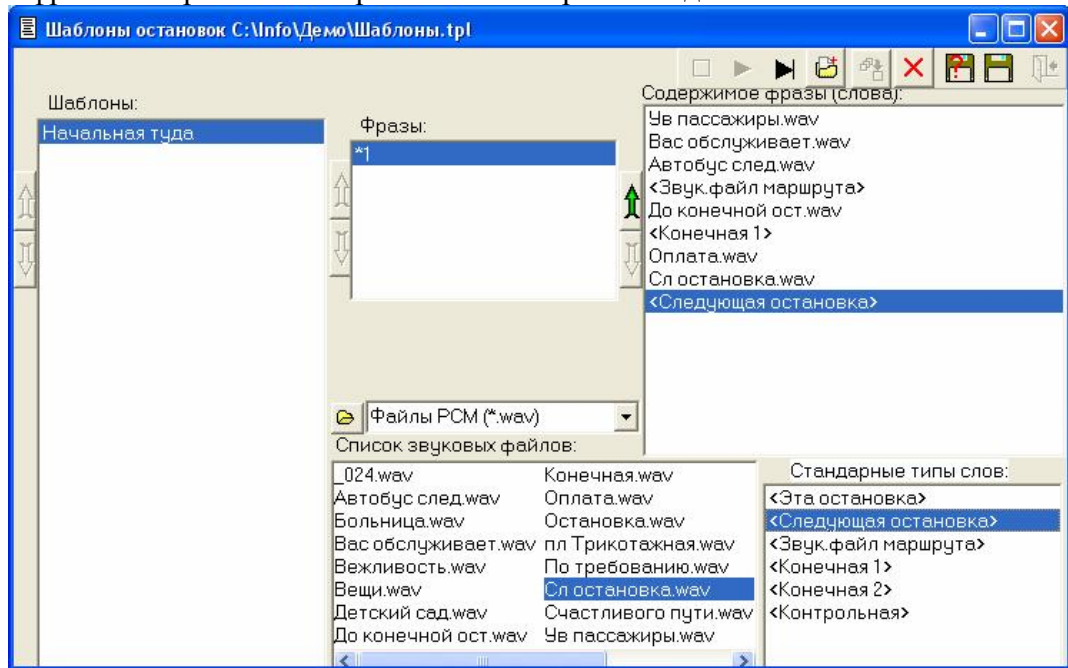 Шаблоны остановок C:\Info\Демо\Шаблоны.tpl
Шаблоны:
Начальная туда
Фразы:
*1
Содержимое фразы (слова):
Ув пассажиры.wav
Вас обслуживает.wav
Автобус след.wav
<Звук.файл маршрута>
До конечной ост.wav
<Конечная 1>
Оплата.wav
Сл остановка.wav
<Следующая остановка>
Файлы PCM (*.wav)
Список звуковых файлов:
_024.wav
Автобус след.wav
Больница.wav
Вас обслуживает.wav
Вежливость.wav
Вещи.wav
Детский сад.wav
До конечной ост.wav
Конечная.wav
Оплата.wav
Остановка.wav
пл Трикотажная.wav
По требованию.wav
Сл остановка.wav
Счастливого пути.wav
Ув пассажиры.wav
Стандарные типы слов:
<Эта остановка>
<Следующая остановка>
<Звук.файл маршрута>
<Конечная 1>
<Конечная 2>
<Контрольная>